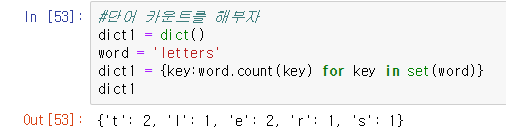 In [53]:
#단어 카운트를 해부자
dict1 = dict()
word = 'letters'
dict1 = {key:word.count(key) for key in set(word)}
dict1
Out[53]: {'t': 2, 'l': 1, 'e': 2, 'r': 1, 's': 1}